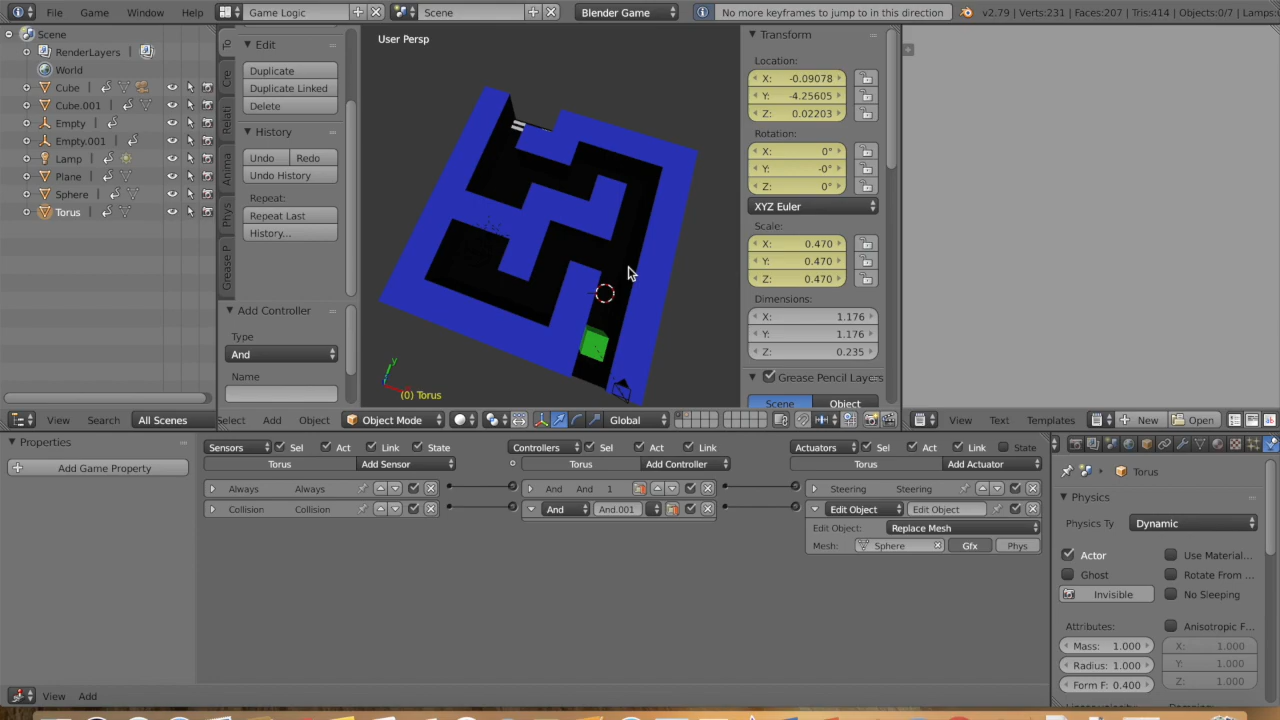 File Game Window Help Game Logic Scene Blender Game No more keyframes to jump to in this direction v2.79 | Verts:231 | Faces:207 | Tris:414 | Objects:0/7 | Lamps:
Scene
RenderLayers
World
Cube
Cube.001
Empty
Empty.001
Lamp
Plane
Sphere
Torus
View Search All Scenes
To
Cre
Relati
Anima
Phys
Grease P
Edit
Duplicate
Duplicate Linked
Delete
History
Undo Redo
Undo History
Repeat:
Repeat Last
History...
Add Controller
Type
And
Name
User Persp
y
(0) Torus
Select Add Object Object Mode Global
Transform
Location:
X: -0.09078
Y: -4.25605
Z: 0.02203
Rotation:
X: 0°
Y: -0°
Z: 0°
XYZ Euler
Scale:
X: 0.470
Y: 0.470
Z: 0.470
Dimensions:
X: 1.176
Y: 1.176
Z: 0.235
Grease Pencil Layers
Scene Object
View Text Templates New Open
Properties
Add Game Property
Sensors Sel Act Link State
Torus Add Sensor
Always Always
Collision Collision
Controllers Sel Act Link
Torus Add Controller
And And 1
And And.001
Actuators Sel Act Link State
Torus Add Actuator
Steering Steering
Edit Object Edit Object
Edit Object: Replace Mesh
Mesh: Sphere Gfx Phys
Torus
Physics
Physics Ty Dynamic
Actor Use Material...
Ghost Rotate From ...
Invisible No Sleeping
Attributes: Anisotropic F...
Mass: 1.000 X: 1.000
Radius: 1.000 Y: 1.000
Form F: 0.400 Z: 1.000
View Add